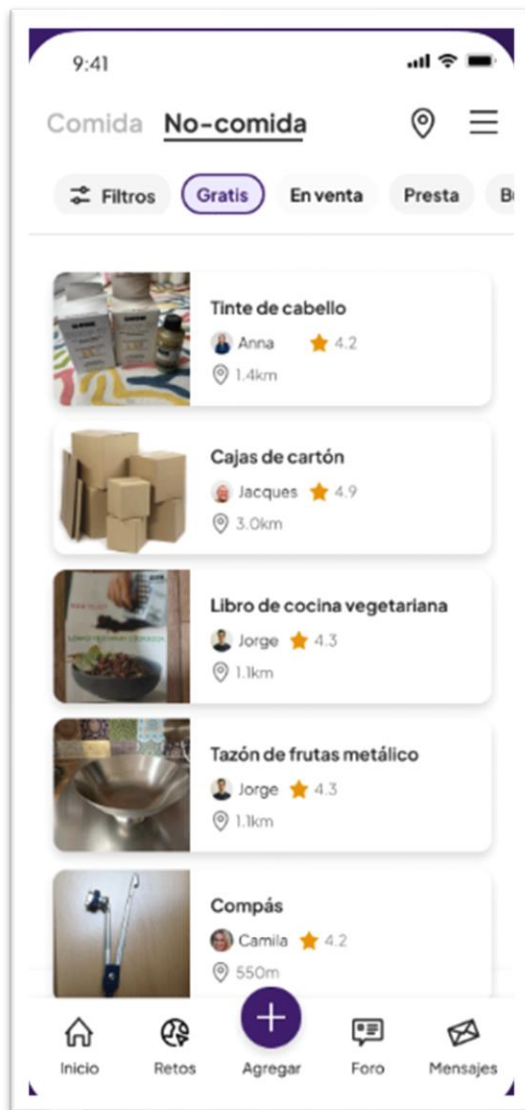 9:41
Comida No-comida
Filtros Gratis En venta Presta
Tinte de cabello
Anna 4.2
1.4km
Cajas de cartón
Jacques 4.9
3.0km
Libro de cocina vegetariana
Jorge 4.3
1.1km
Tazón de frutas metálico
Jorge 4.3
1.1km
Compás
Camila 4.2
550m
Inicio Retos Agregar Foro Mensajes